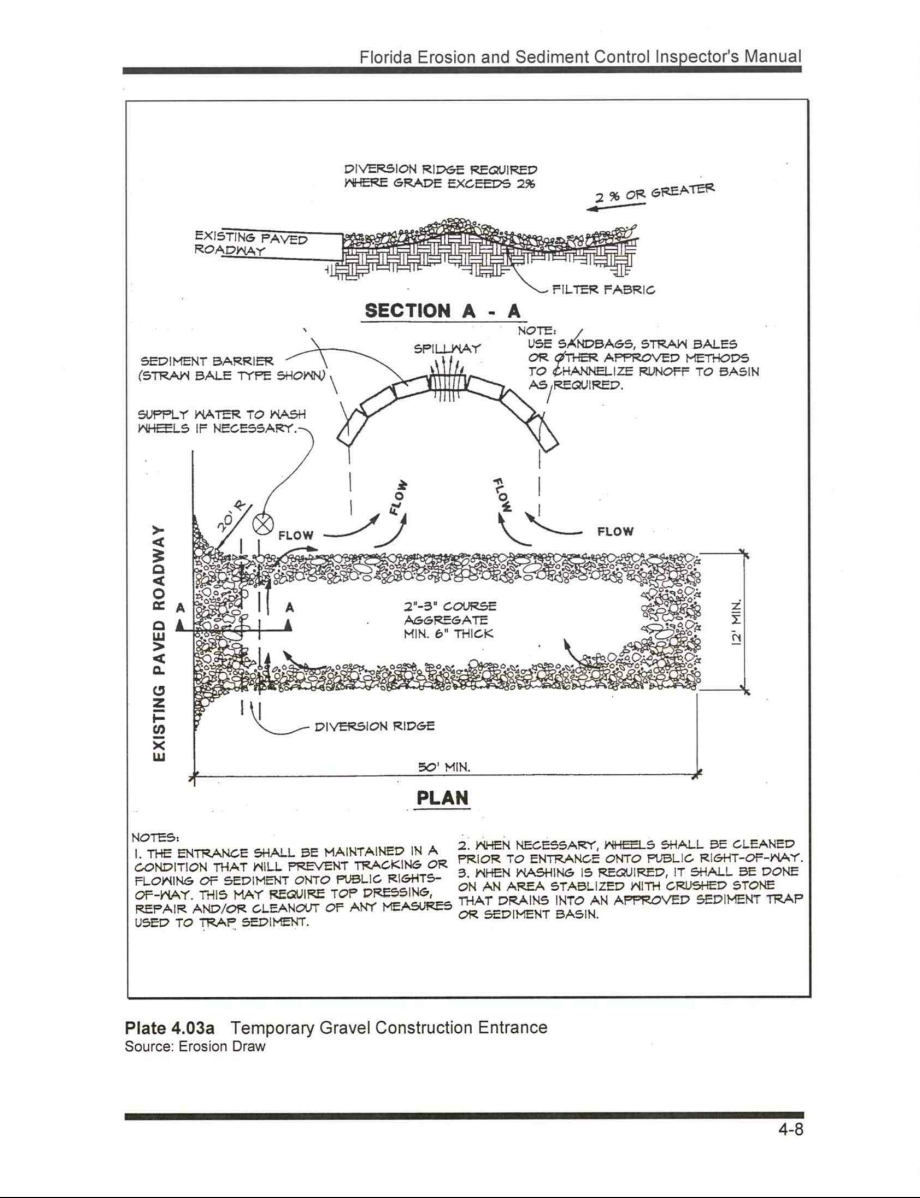 Florida Erosion and Sediment Control Inspector's Manual
DIVERSION RIDGE REQUIRED
WHERE GRADE EXCEEDS 2%
2 % OR GREATER
EXISTING PAVED
ROADWAY
FILTER FABRIC
SECTION A - A
NOTE:
USE SANDBAGS, STRAW BALES
OR OTHER APPROVED METHODS
TO CHANNELIZE RUNOFF TO BASIN
AS REQUIRED.
SPILLWAY
SEDIMENT BARRIER
(STRAW BALE TYPE SHOWN)
SUPPLY WATER TO WASH
WHEELS IF NECESSARY.
FLOW
FLOW
20' R
FLOW
FLOW
EXISTING PAVED ROADWAY
A
A
2"-3" COURSE
AGGREGATE
MIN. 6" THICK
12' MIN.
DIVERSION RIDGE
50' MIN.
PLAN
NOTES:
1. THE ENTRANCE SHALL BE MAINTAINED IN A
CONDITION THAT WILL PREVENT TRACKING OR
FLOWING OF SEDIMENT ONTO PUBLIC RIGHTS-
OF-WAY. THIS MAY REQUIRE TOP DRESSING,
REPAIR AND/OR CLEANOUT OF ANY MEASURES
USED TO TRAP SEDIMENT.
2. WHEN NECESSARY, WHEELS SHALL BE CLEANED
PRIOR TO ENTRANCE ONTO PUBLIC RIGHT-OF-WAY.
3. WHEN WASHING IS REQUIRED, IT SHALL BE DONE
ON AN AREA STABLIZED WITH CRUSHED STONE
THAT DRAINS INTO AN APPROVED SEDIMENT TRAP
OR SEDIMENT BASIN.
Plate 4.03a Temporary Gravel Construction Entrance
Source: Erosion Draw
4-8